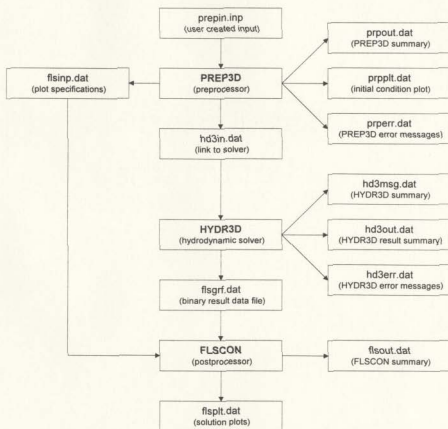 prepin.inp
(user created input)
prpout.dat
(PREP3D summary)
flsinp.dat
(plot specifications)
PREP3D
(preprocessor)
prpplt.dat
(initial condition plot)
prperr.dat
(PREP3D error messages)
hd3in.dat
(link to solver)
hd3msg.dat
(HYDR3D summary)
HYDR3D
(hydrodynamic solver)
hd3out.dat
(HYDR3D result summary)
hd3err.dat
(HYDR3D error messages)
flsgrf.dat
(binary result data file)
FLSCON
(postprocessor)
flsout.dat
(FLSCON summary)
flsplt.dat
(solution plots)